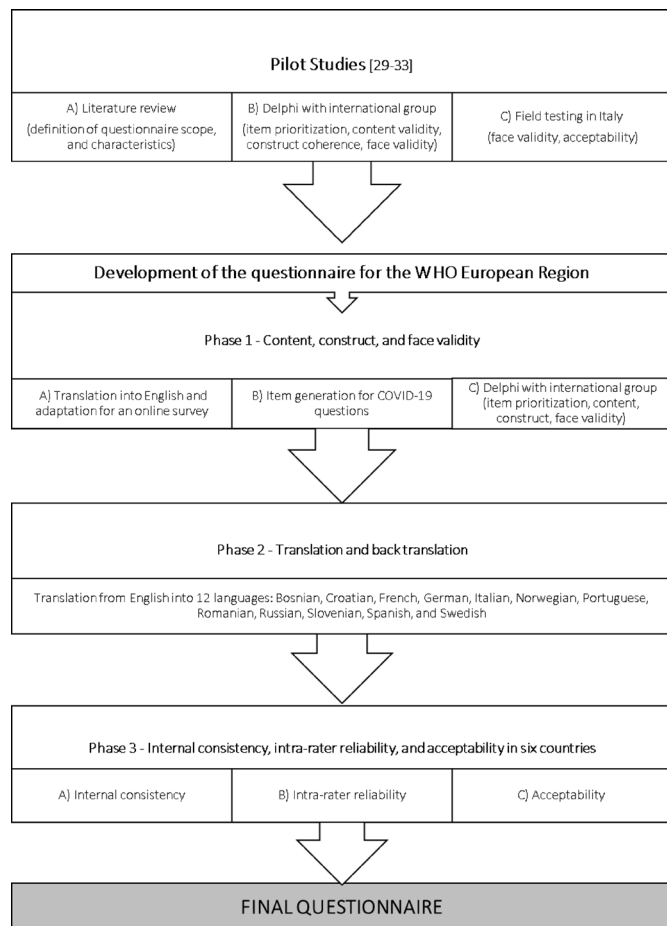 Pilot Studies [29-33]
A) Literature review
(definition of questionnaire scope,
and characteristics)
B) Delphi with international group
(item prioritization, content validity,
construct coherence, face validity)
C) Field testing in Italy
(face validity, acceptability)
Development of the questionnaire for the WHO European Region
Phase 1 - Content, construct, and face validity
A) Translation into English and
adaptation for an online survey
B) Item generation for COVID-19
questions
C) Delphi with international group
(item prioritization, content,
construct, face validity)
Phase 2 - Translation and back translation
Translation from English into 12 languages: Bosnian, Croatian, French, German, Italian, Norwegian, Portuguese,
Romanian, Russian, Slovenian, Spanish, and Swedish
Phase 3 - Internal consistency, intra-rater reliability, and acceptability in six countries
A) Internal consistency
B) Intra-rater reliability
C) Acceptability
FINAL QUESTIONNAIRE